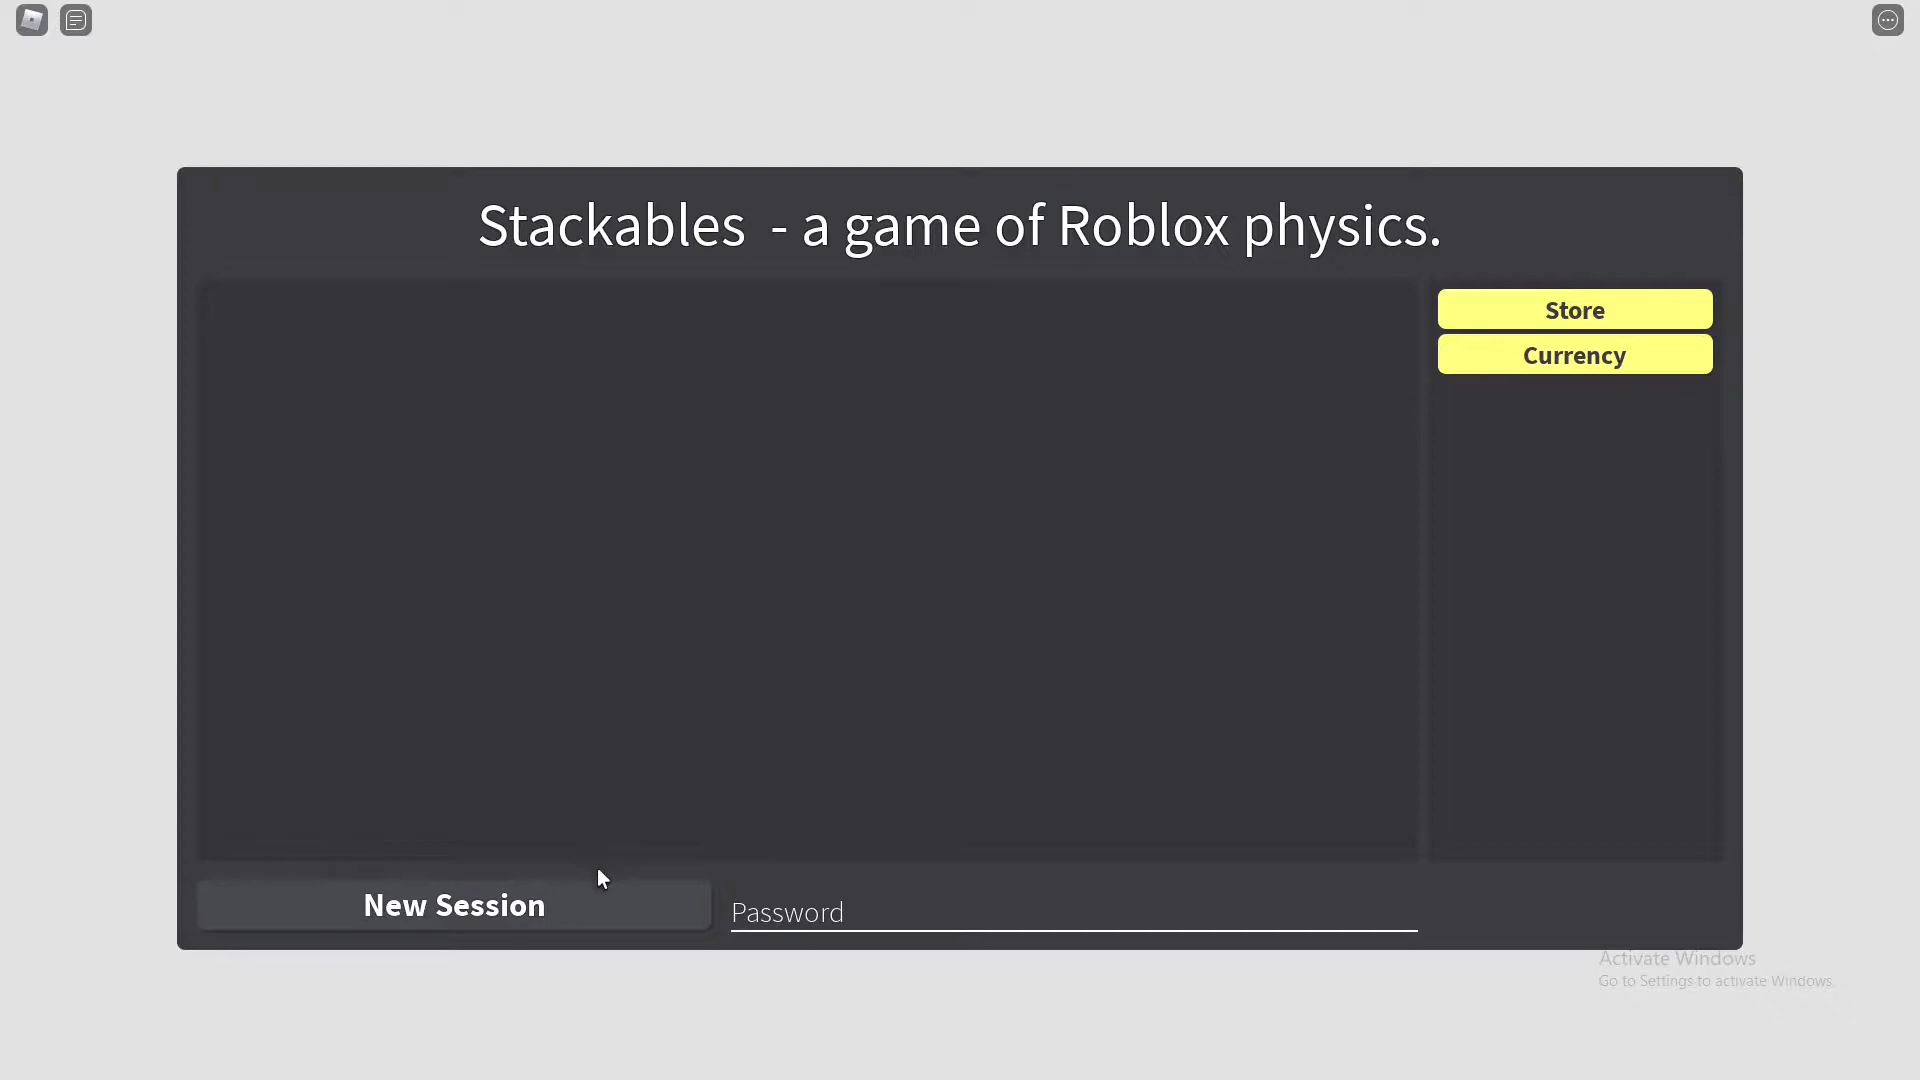 Stackables - a game of Roblox physics.
Store
Currency
New Session
Password
Activate Windows
Go to Settings to activate Windows.